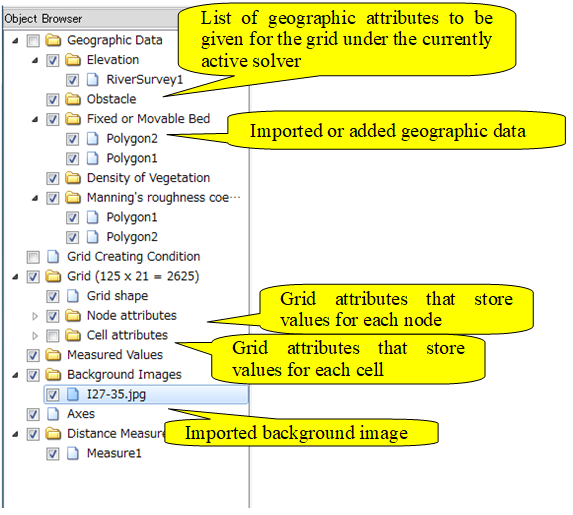 Object Browser
List of geographic attributes to be
given for the grid under the currently
active solver
Geographic Data
Elevation
RiverSurvey1
Obstacle
Fixed or Movable Bed
Imported or added geographic data
Polygon2
Polygon1
Density of Vegetation
Manning's roughness coe···
Polygon1
Polygon2
Grid Creating Condition
Grid (125 x 21 = 2625)
Grid shape
Grid attributes that store
values for each node
Node attributes
Cell attributes
Grid attributes that store
values for each cell
Measured Values
Background Images
I27-35.jpg
Axes
Imported background image
Distance Measure
Measure1